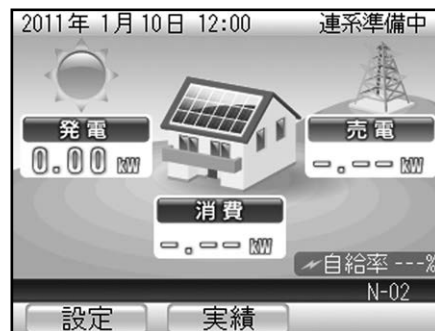 2011年 1月10日 12:00 連系準備中
発電 売電
0.00 kW -.-- kW
消費
-.-- kW
自給率 ---%
N-02
設定 実績